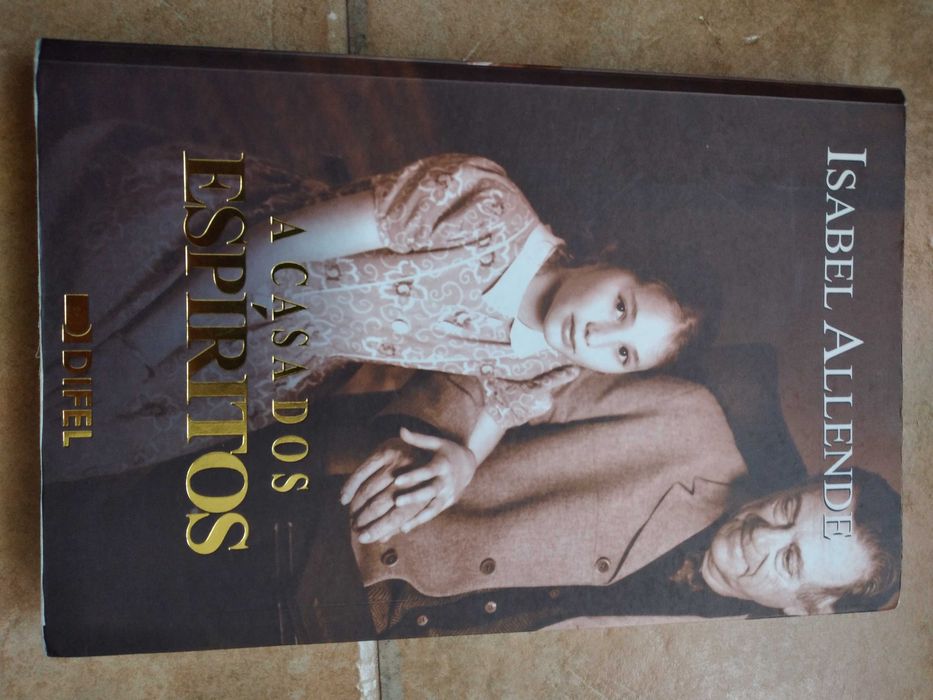 ISABEL ALLENDE
A CASA DOS
ESPÍRITOS
DIFEL